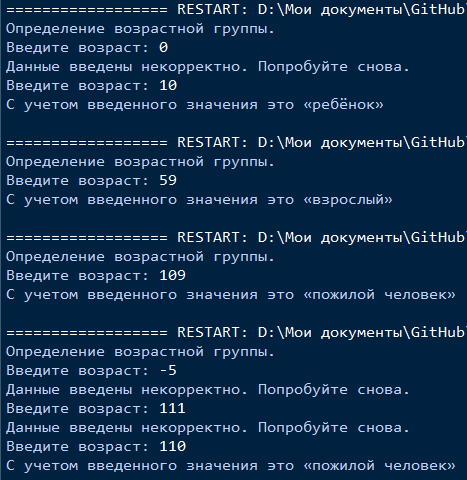 ================== RESTART: D:\Мои документы\GitHub\
Определение возрастной группы.
Введите возраст: 0
Данные введены некорректно. Попробуйте снова.
Введите возраст: 10
С учетом введенного значения это «ребёнок»
================== RESTART: D:\Мои документы\GitHub\
Определение возрастной группы.
Введите возраст: 59
С учетом введенного значения это «взрослый»
================== RESTART: D:\Мои документы\GitHub\
Определение возрастной группы.
Введите возраст: 109
С учетом введенного значения это «пожилой человек»
================== RESTART: D:\Мои документы\GitHub\
Определение возрастной группы.
Введите возраст: -5
Данные введены некорректно. Попробуйте снова.
Введите возраст: 111
Данные введены некорректно. Попробуйте снова.
Введите возраст: 110
С учетом введенного значения это «пожилой человек»